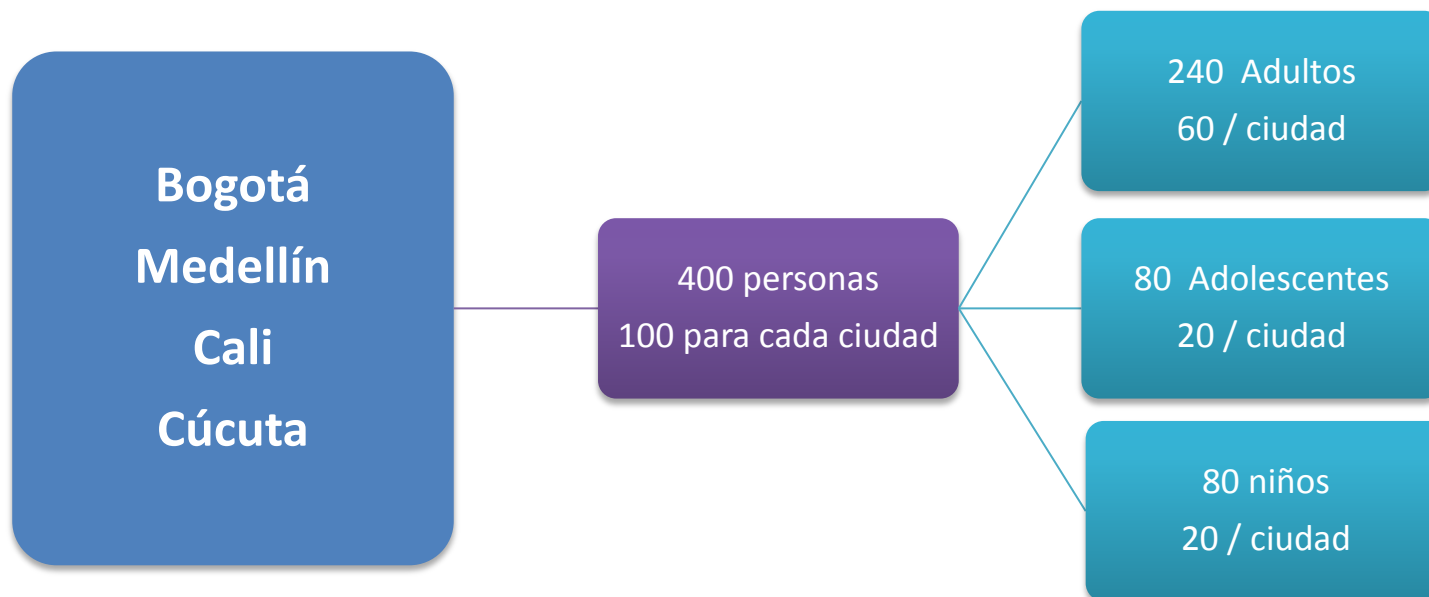 Bogotá
Medellín
Cali
Cúcuta
400 personas
100 para cada ciudad
240 Adultos
60 / ciudad
80 Adolescentes
20 / ciudad
80 niños
20 / ciudad